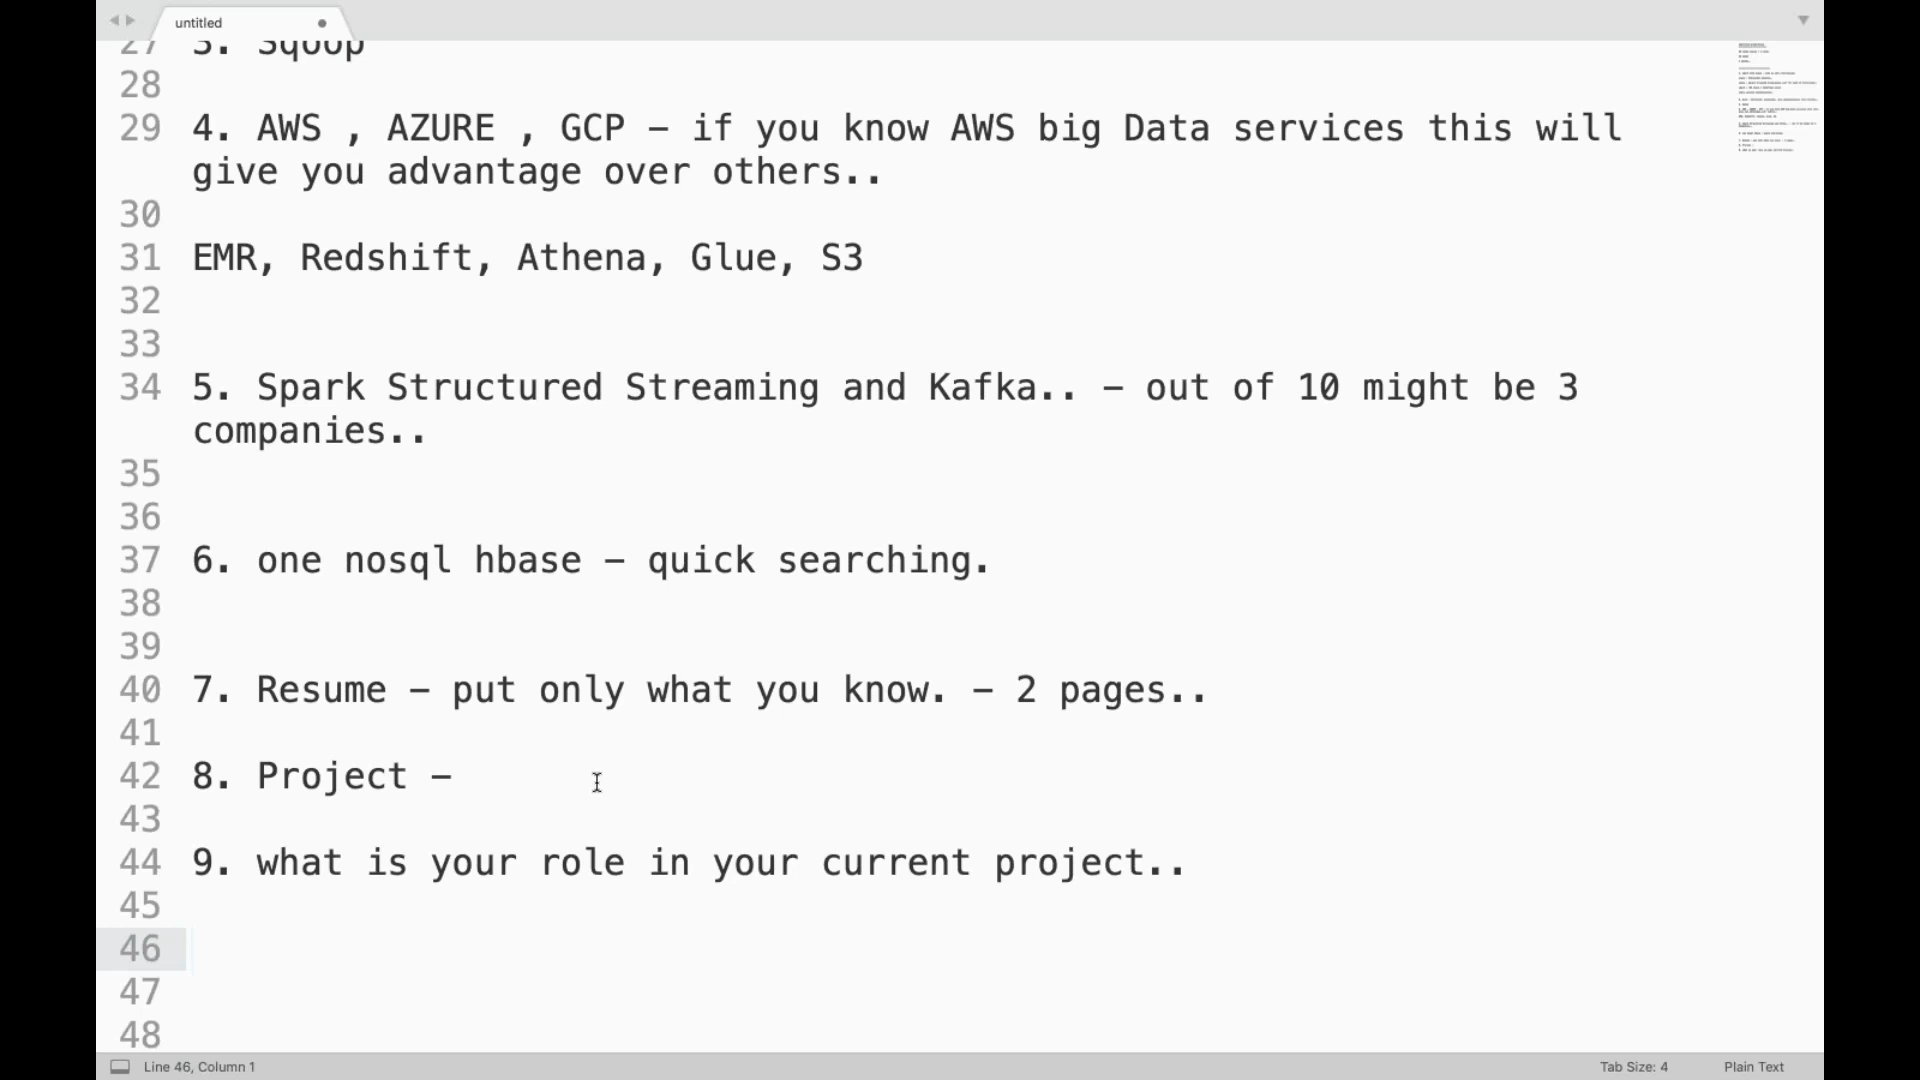 untitled
27 3. Sqoop
28
29 4. AWS , AZURE , GCP – if you know AWS big Data services this will
give you advantage over others..
30
31 EMR, Redshift, Athena, Glue, S3
32
33
34 5. Spark Structured Streaming and Kafka.. – out of 10 might be 3
companies..
35
36
37 6. one nosql hbase – quick searching.
38
39
40 7. Resume – put only what you know. – 2 pages..
41
42 8. Project –
43
44 9. what is your role in your current project..
45
46
47
48
Line 46, Column 1 Tab Size: 4 Plain Text